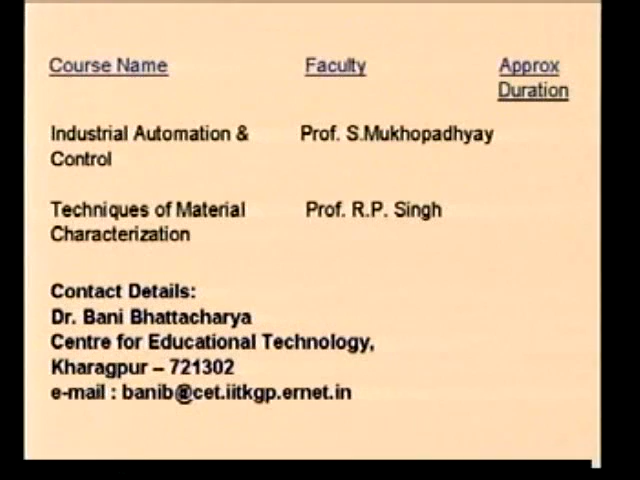 Course Name Faculty Approx
Duration
Industrial Automation & Prof. S.Mukhopadhyay
Control
Techniques of Material Prof. R.P. Singh
Characterization
Contact Details:
Dr. Bani Bhattacharya
Centre for Educational Technology,
Kharagpur – 721302
e-mail : banib@cet.iitkgp.ernet.in